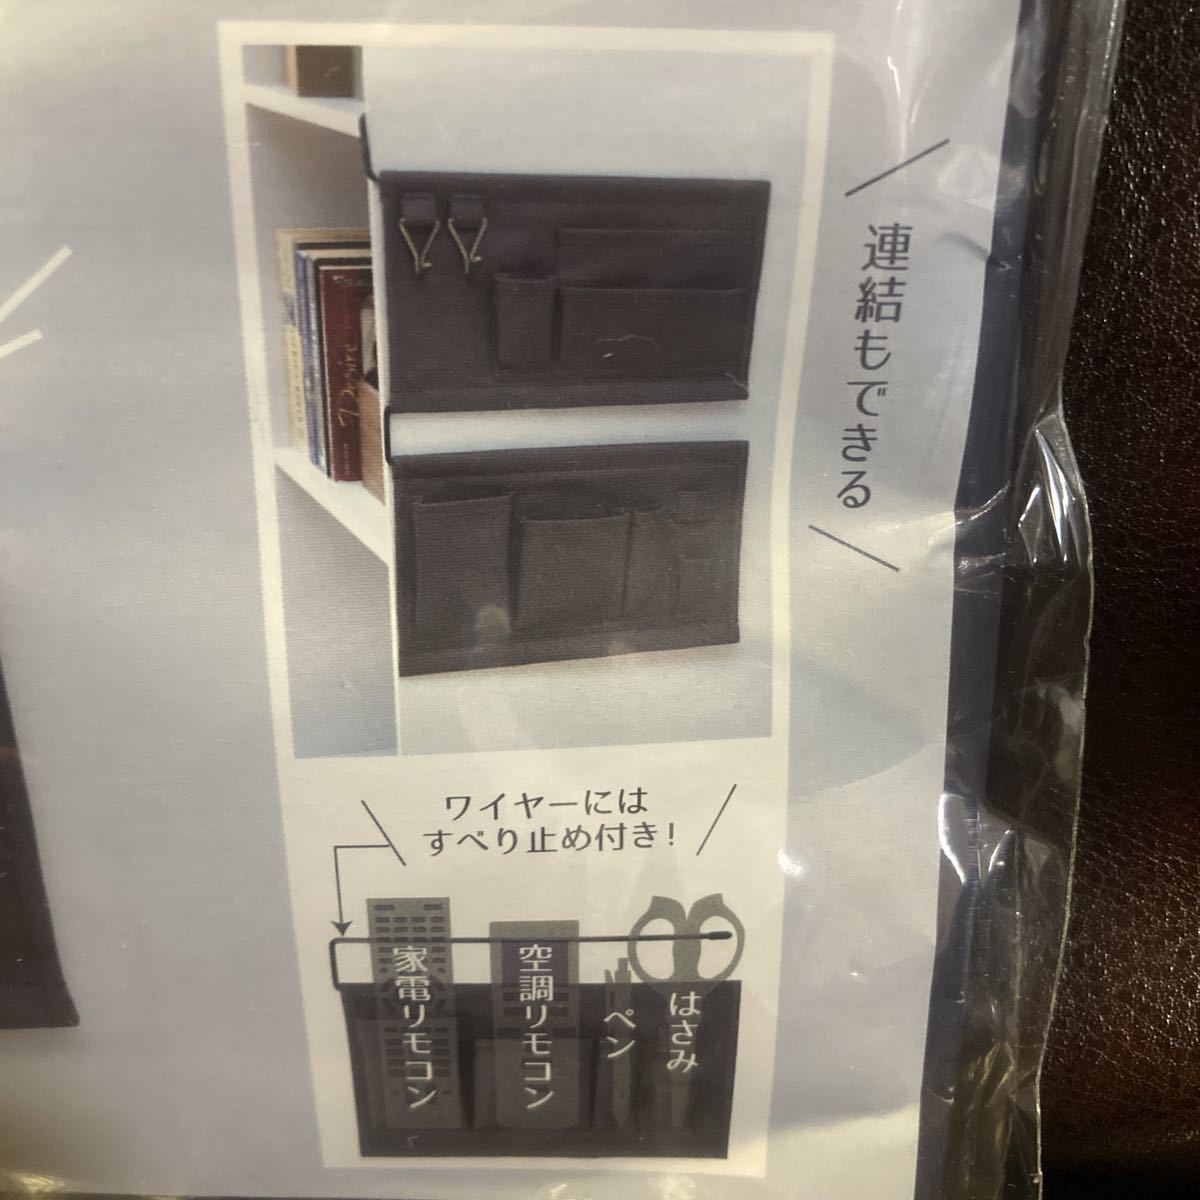 連結もできる
ワイヤーには
すべり止め付き!
家電リモコン
空調リモコン
ペン
はさみ